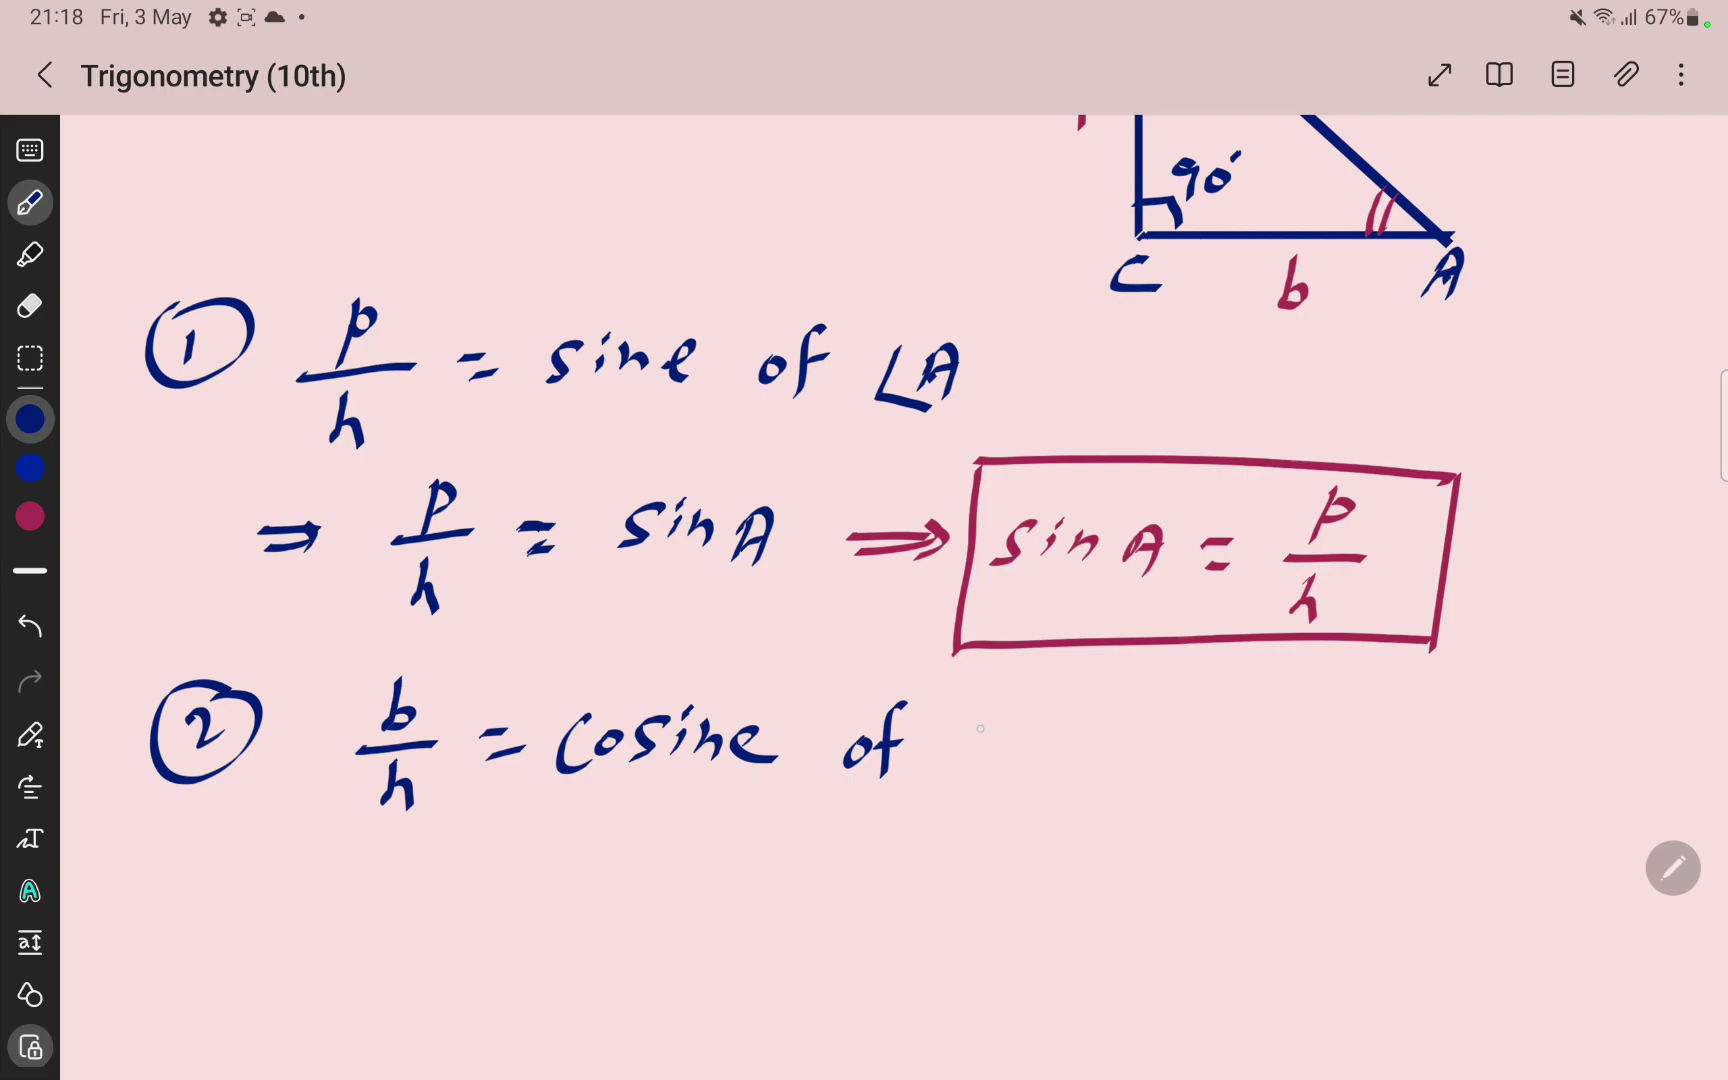 21:18 Fri, 3 May 67%
Trigonometry (10th)
90°
C b A
① p/h = sine of ∠A
⇒ p/h = sin A ⇒ sin A = p/h
② b/h = cosine of